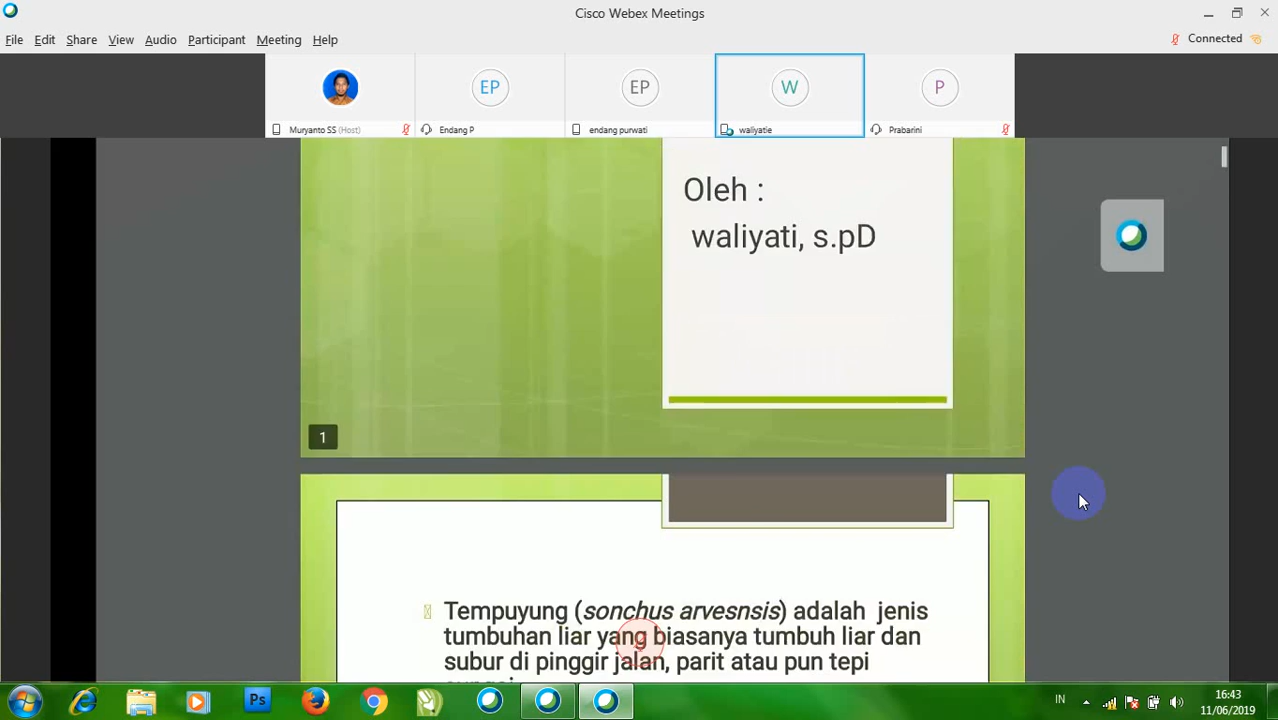 Cisco Webex Meetings
File Edit Share View Audio Participant Meeting Help
Connected
EP EP W P
Muryanto SS (Host) Endang P endang purwati waliyatie Prabarini
Oleh :
waliyati, s.pD
1
Tempuyung (sonchus arvesnsis) adalah jenis
tumbuhan liar yang biasanya tumbuh liar dan
subur di pinggir jalan, parit atau pun tepi
Ps
IN
16:43
11/06/2019